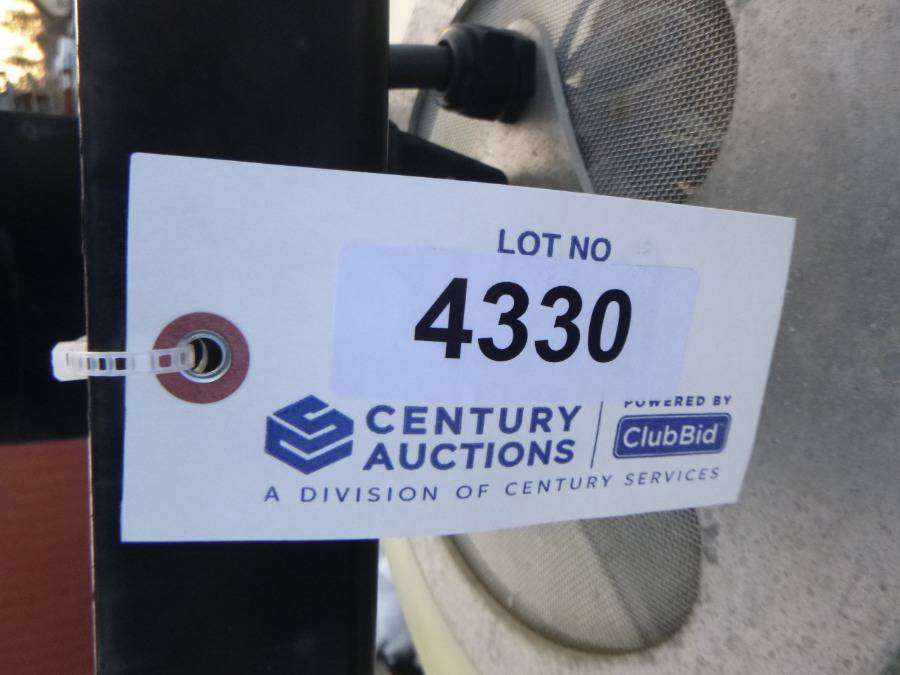 LOT NO
4330
CENTURY
AUCTIONS
POWERED BY
ClubBid
A DIVISION OF CENTURY SERVICES